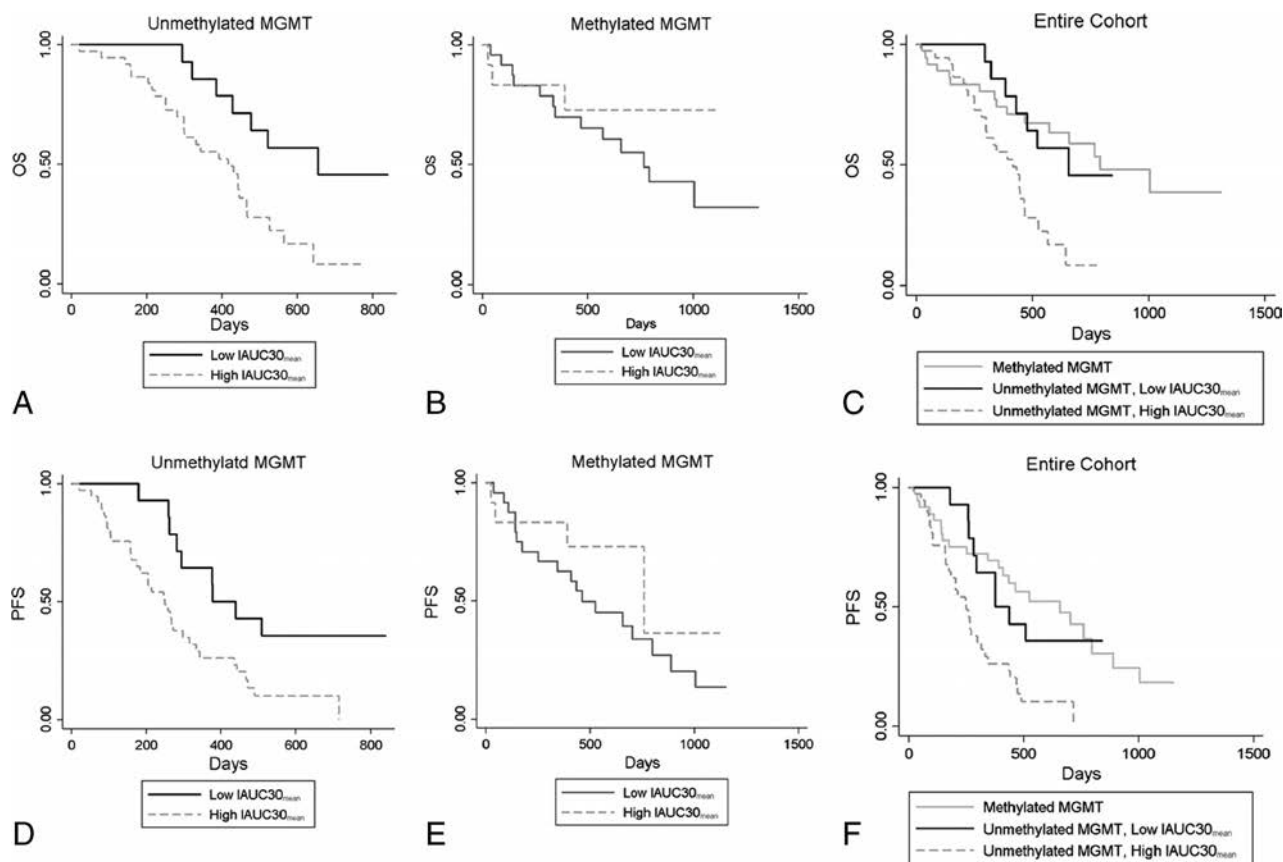 Unmethylated MGMT
OS
1.00
0.50
0.00
0 200 400 600 800
Days
Low IAUC30mean
High IAUC30mean
A
Methylated MGMT
OS
1.00
0.50
0.00
0 500 1000 1500
Days
Low IAUC30mean
High IAUC30mean
B
Entire Cohort
OS
1.00
0.50
0.00
0 500 1000 1500
Days
Methylated MGMT
Unmethylated MGMT, Low IAUC30mean
Unmethylated MGMT, High IAUC30mean
C
Unmethylatd MGMT
PFS
1.00
0.50
0.00
0 200 400 600 800
Days
Low IAUC30mean
High IAUC30mean
D
Methylated MGMT
PFS
1.00
0.50
0.00
0 500 1000 1500
Days
Low IAUC30mean
High IAUC30mean
E
Entire Cohort
PFS
1.00
0.50
0.00
0 500 1000 1500
Days
Methylated MGMT
Unmethylated MGMT, Low IAUC30mean
Unmethylated MGMT, High IAUC30mean
F